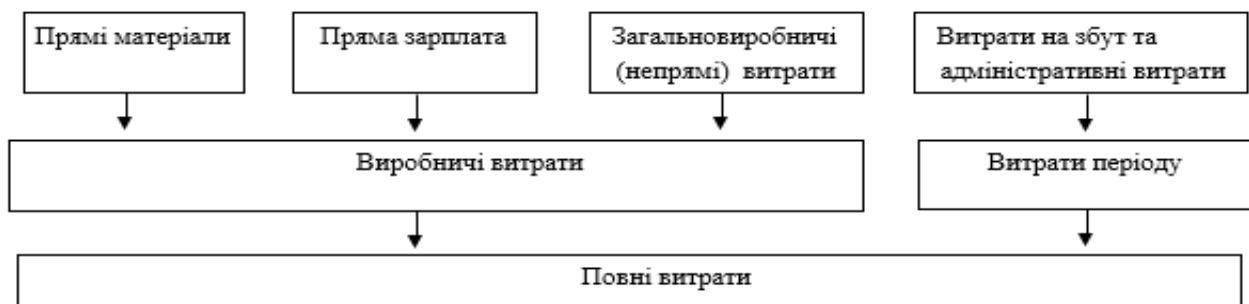 Прямі матеріали
Пряма зарплата
Загальновиробничі
(непрямі) витрати
Витрати на збут та
адміністративні витрати
Виробничі витрати
Витрати періоду
Повні витрати